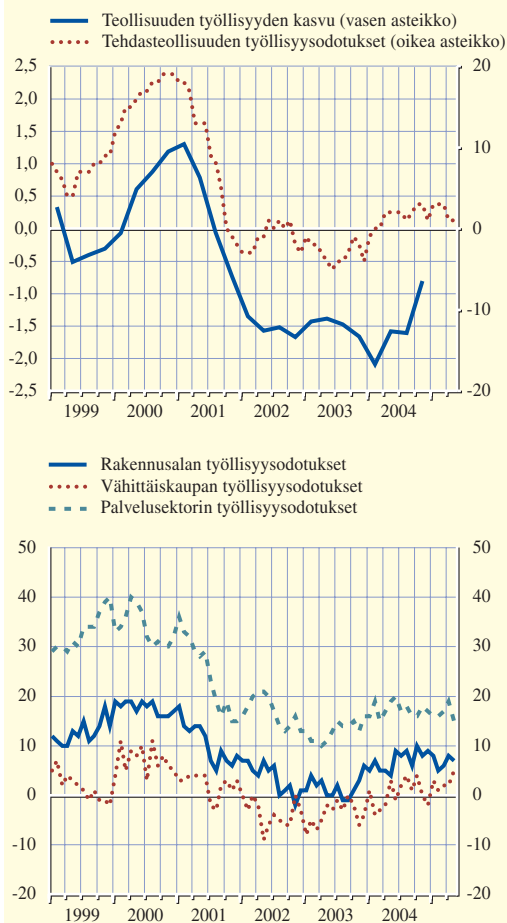 Teollisuuden työllisyyden kasvu (vasen asteikko)
Tehdasteollisuuden työllisyysodotukset (oikea asteikko)
2,5 20
2,0
1,5
1,0 10
0,5
0,0 0
-0,5
-1,0 -10
-1,5
-2,0
-2,5 -20
1999 2000 2001 2002 2003 2004
Rakennusalan työllisyysodotukset
Vähittäiskaupan työllisyysodotukset
Palvelusektorin työllisyysodotukset
50 50
40 40
30 30
20 20
10 10
0 0
-10 -10
-20 -20
1999 2000 2001 2002 2003 2004